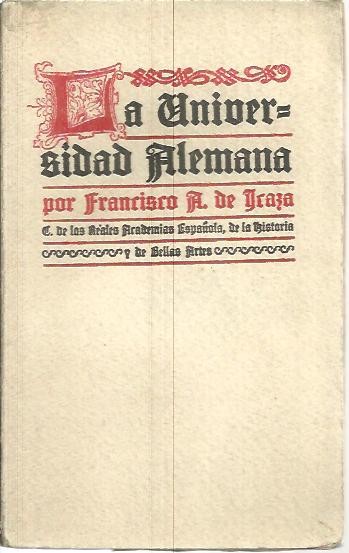 La Univer=
sidad Alemana
por Francisco A. de Icaza
C. de las Reales Academias Española, de la Historia
y de Bellas Artes